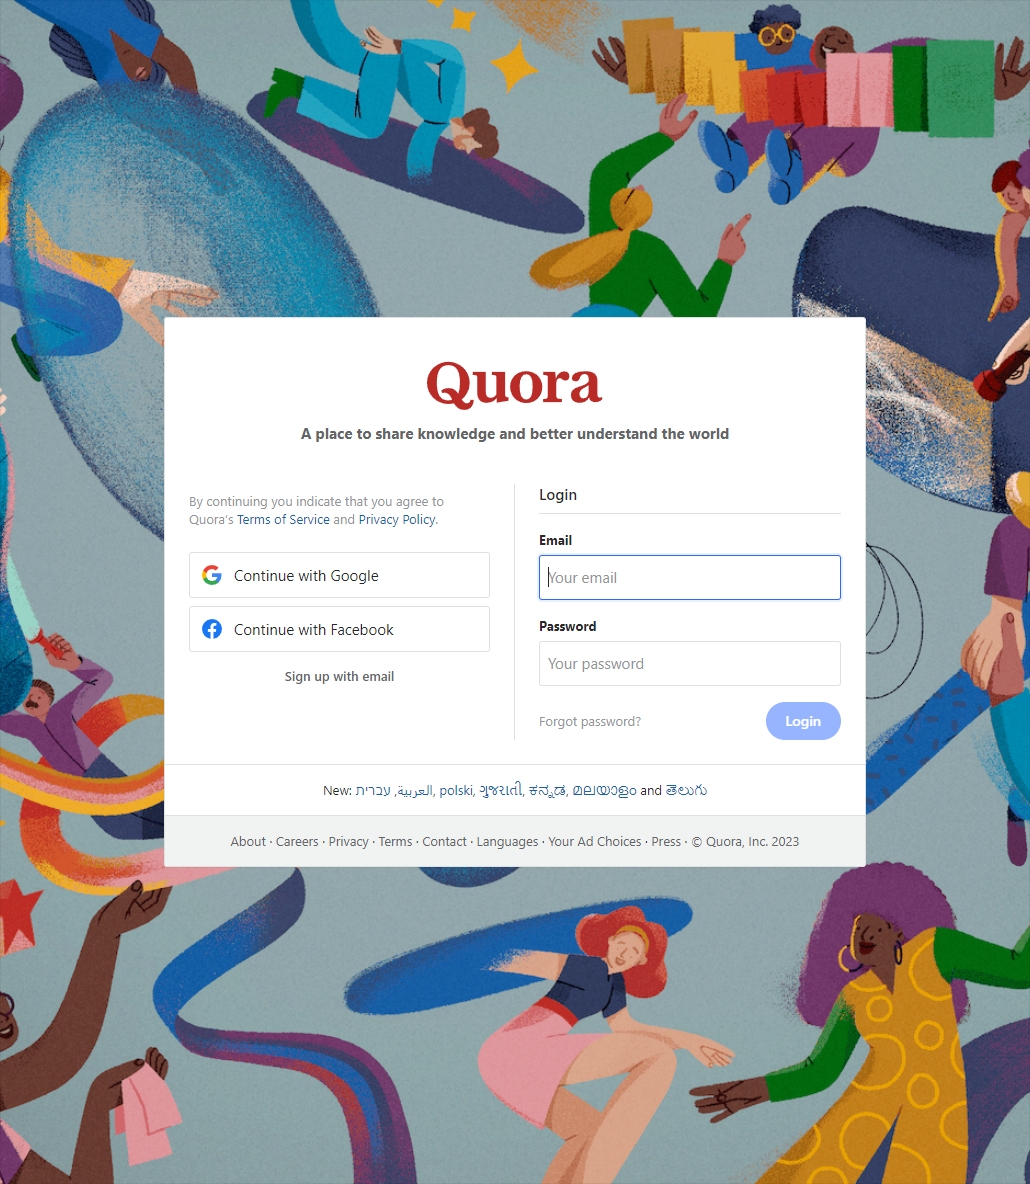 Quora
A place to share knowledge and better understand the world
By continuing you indicate that you agree to
Quora's Terms of Service and Privacy Policy.
Continue with Google
Continue with Facebook
Sign up with email
Login
Email
Your email
Password
Your password
Forgot password?
Login
New: עברית, العربية, polski, ગુજરાતી, ಕನ್ನಡ, മലയാളം and తెలుగు
About · Careers · Privacy · Terms · Contact · Languages · Your Ad Choices · Press · © Quora, Inc. 2023